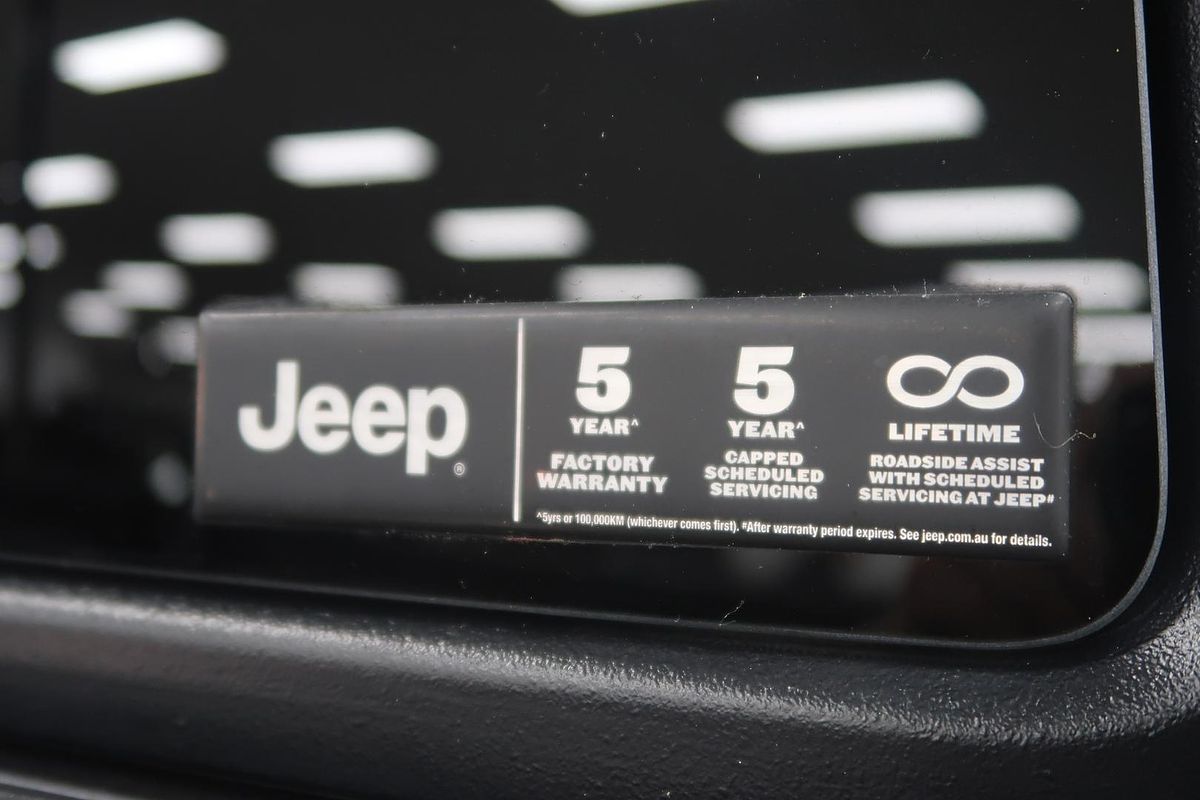 Jeep®
5
YEAR^
FACTORY
WARRANTY
5
YEAR^
CAPPED
SCHEDULED
SERVICING
LIFETIME
ROADSIDE ASSIST
WITH SCHEDULED
SERVICING AT JEEP#
^5yrs or 100,000KM (whichever comes first). #After warranty period expires. See jeep.com.au for details.